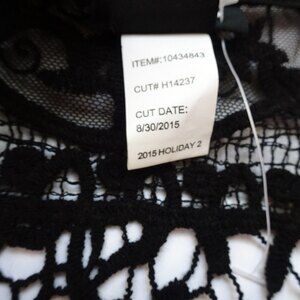 ITEM#:10434843
CUT# H14237
CUT DATE:
8/30/2015
2015 HOLIDAY 2